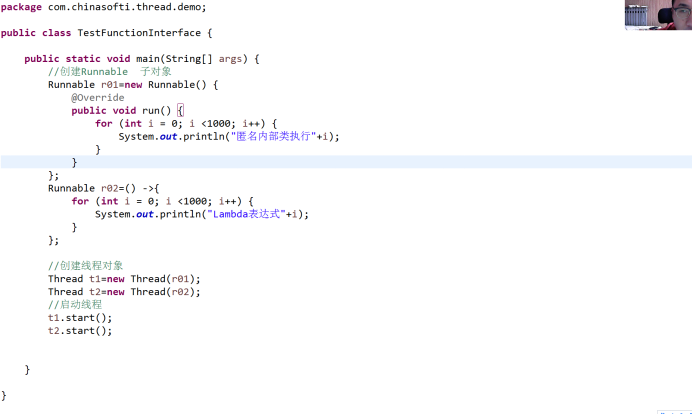 package com.chinasofti.thread.demo;
public class TestFunctionInterface {
public static void main(String[] args) {
//创建Runnable 子对象
Runnable r01=new Runnable() {
@Override
public void run() {
for (int i = 0; i <1000; i++) {
System.out.println("匿名内部类执行"+i);
}
}
};
Runnable r02=() ->{
for (int i = 0; i <1000; i++) {
System.out.println("Lambda表达式"+i);
}
};
//创建线程对象
Thread t1=new Thread(r01);
Thread t2=new Thread(r02);
//启动线程
t1.start();
t2.start();
}
}